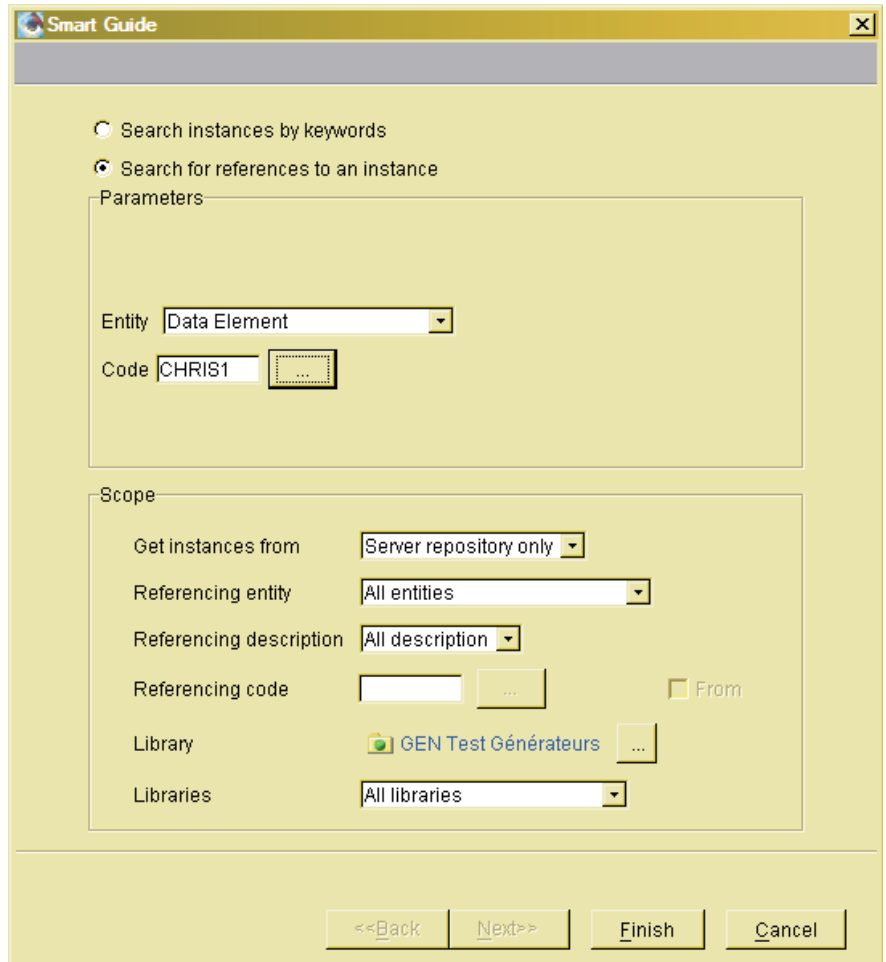 Smart Guide
Search instances by keywords
Search for references to an instance
Parameters
Entity Data Element
Code CHRIS1 ...
Scope
Get instances from Server repository only
Referencing entity All entities
Referencing description All description
Referencing code ... From
Library GEN Test Générateurs ...
Libraries All libraries
<<Back Next>> Finish Cancel